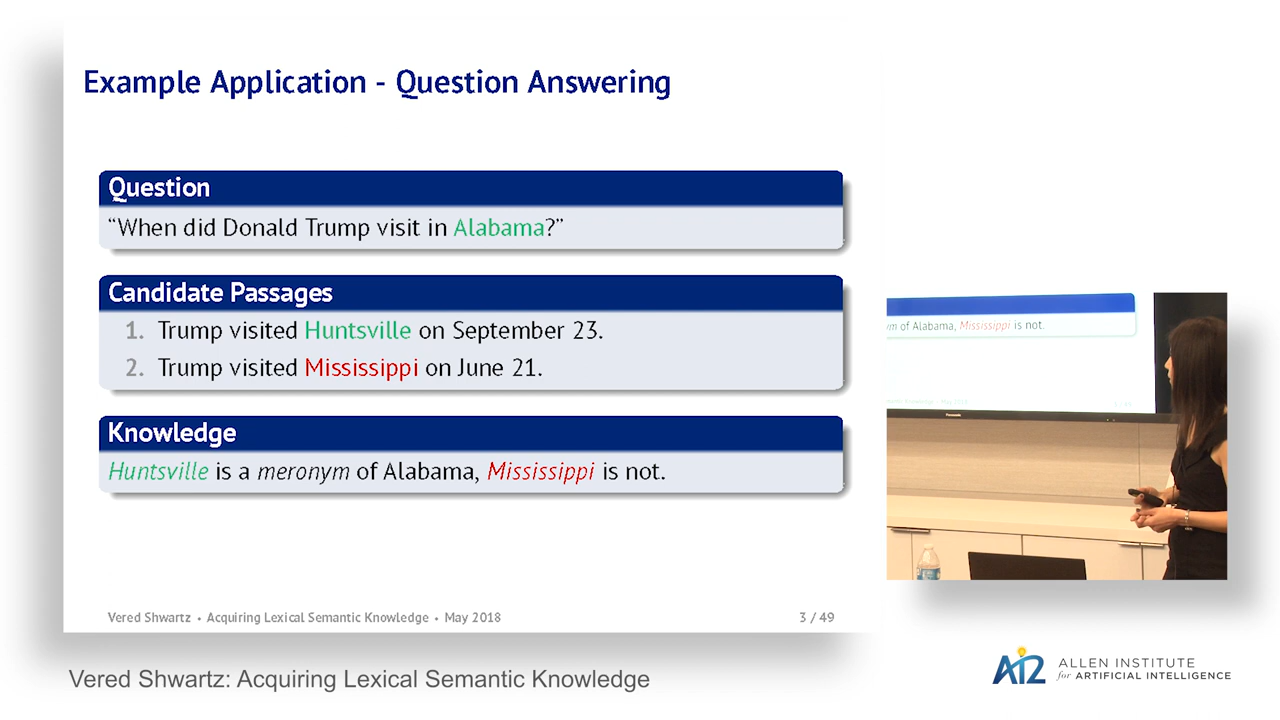 Example Application - Question Answering
Question
“When did Donald Trump visit in Alabama?”
Candidate Passages
1. Trump visited Huntsville on September 23.
2. Trump visited Mississippi on June 21.
Knowledge
Huntsville is a meronym of Alabama, Mississippi is not.
Vered Shwartz • Acquiring Lexical Semantic Knowledge • May 2018
3 / 49
of Alabama, Mississippi is not.
Panasonic
Vered Shwartz: Acquiring Lexical Semantic Knowledge
AI2 ALLEN INSTITUTE
for ARTIFICIAL INTELLIGENCE